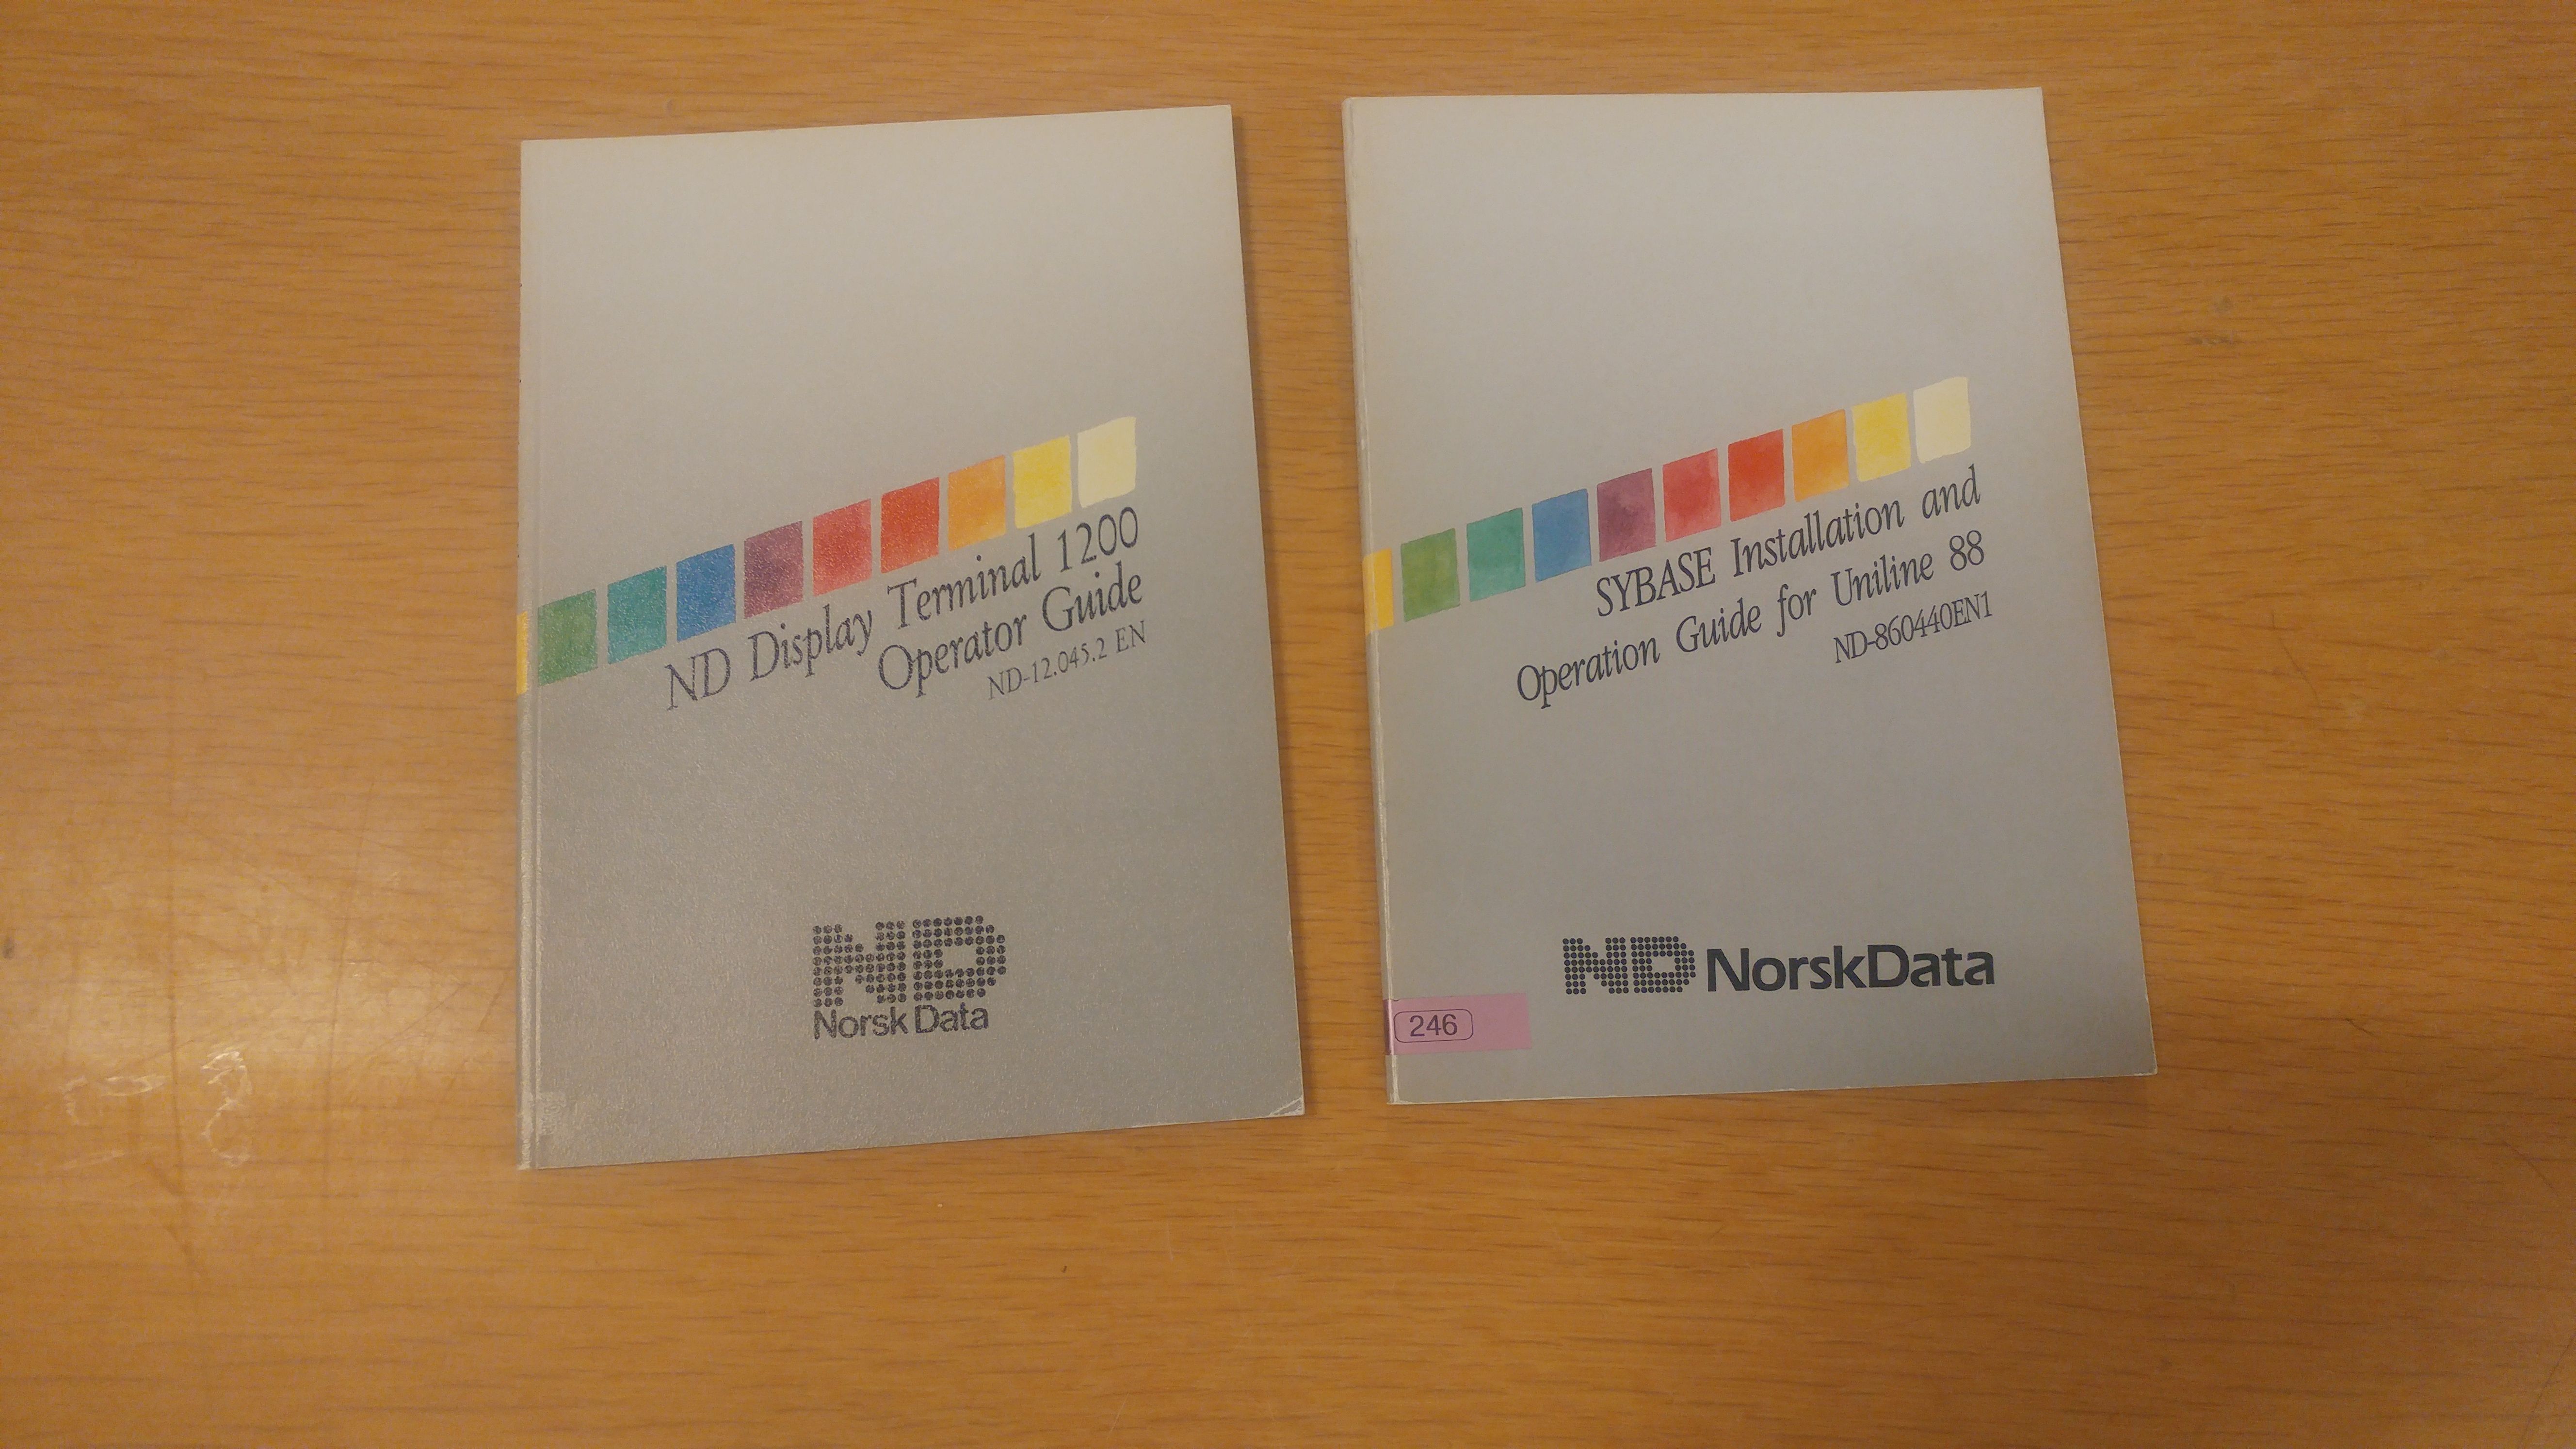 ND Display Terminal 1200
Operator Guide
ND-12.045.2 EN
ND
Norsk Data
SYBASE Installation and
Operation Guide for Uniline 88
ND-860440EN1
ND NorskData
246